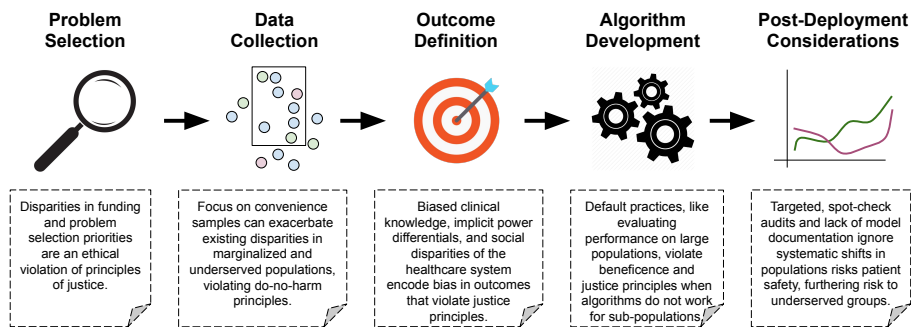 Problem
Selection
Data
Collection
Outcome
Definition
Algorithm
Development
Post-Deployment
Considerations
Disparities in funding
and problem
selection priorities
are an ethical
violation of principles
of justice.
Focus on convenience
samples can exacerbate
existing disparities in
marginalized and
underserved populations,
violating do-no-harm
principles.
Biased clinical
knowledge, implicit power
differentials, and social
disparities of the
healthcare system
encode bias in outcomes
that violate justice
principles.
Default practices, like
evaluating
performance on large
populations, violate
beneficence and
justice principles when
algorithms do not work
for sub-populations.
Targeted, spot-check
audits and lack of model
documentation ignore
systematic shifts in
populations risks patient
safety, furthering risk to
underserved groups.